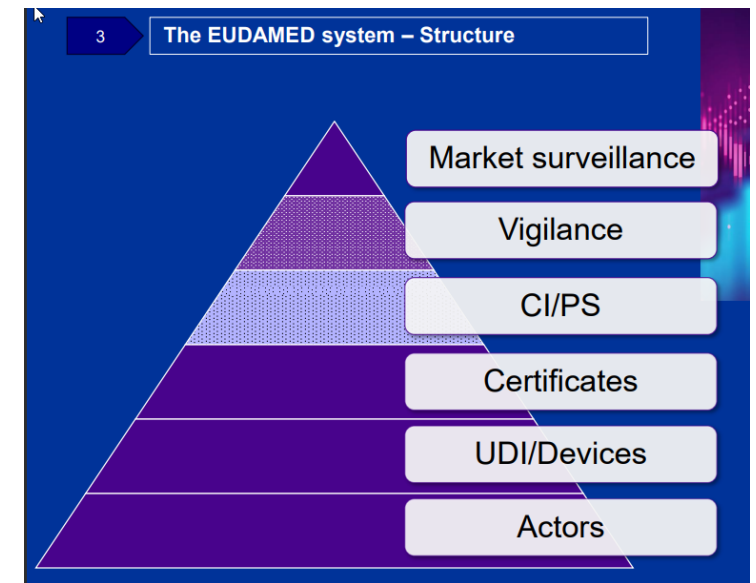 3
The EUDAMED system – Structure
Market surveillance
Vigilance
CI/PS
Certificates
UDI/Devices
Actors